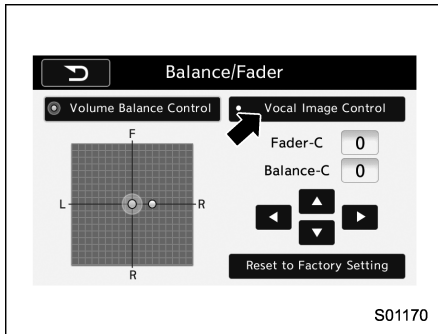 Balance/Fader
Volume Balance Control
Vocal Image Control
F
L
R
R
Fader-C 0
Balance-C 0
Reset to Factory Setting
S01170